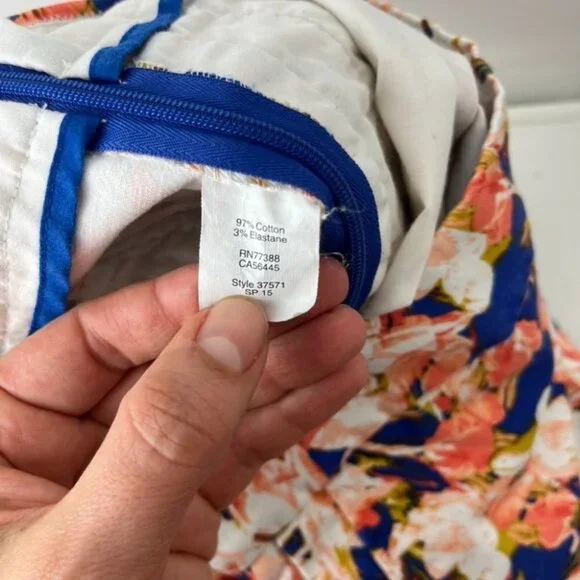 97% Cotton
3% Elastane
RN77388
CA56445
Style 37571
SP 15